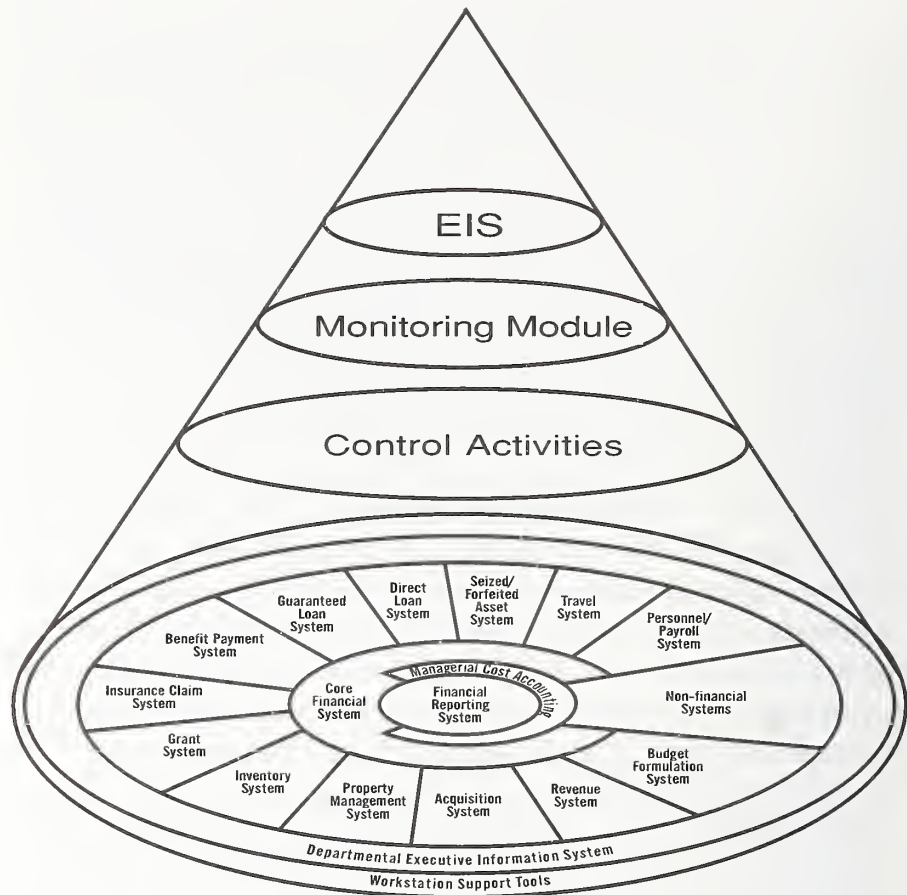 EIS
Monitoring Module
Control Activities
Guaranteed
Loan
System
Direct
Loan
System
Seized/
Forfeited
Asset
System
Travel
System
Personnel/
Payroll
System
Benefit Payment
System
Insurance Claim
System
Core
Financial
System
Managerial Cost Accounting
Financial
Reporting
System
Non-financial
Systems
Grant
System
Inventory
System
Property
Management
System
Acquisition
System
Revenue
System
Budget
Formulation
System
Departmental Executive Information System
Workstation Support Tools